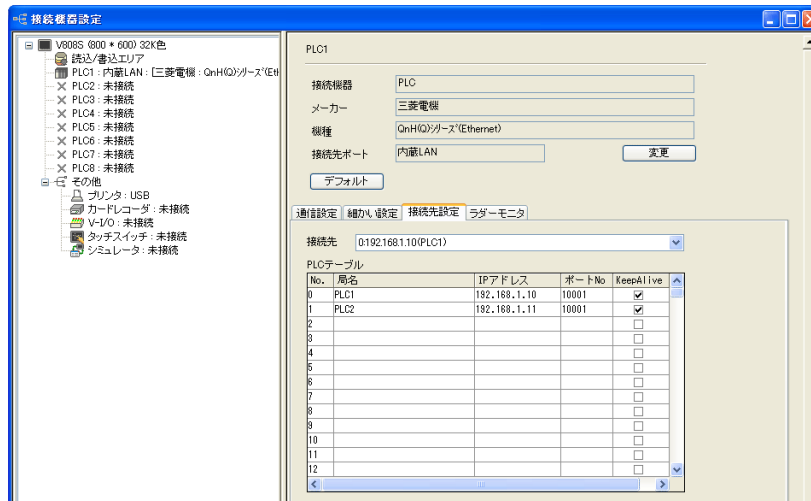 接続機器設定
V808S (800 * 600) 32K色
読込/書込エリア
PLC1 : 内蔵LAN : [三菱電機 : QnH(Q)シリーズ(Eth
PLC2 : 未接続
PLC3 : 未接続
PLC4 : 未接続
PLC5 : 未接続
PLC6 : 未接続
PLC7 : 未接続
PLC8 : 未接続
その他
プリンタ : USB
カードレコーダ : 未接続
V-I/O : 未接続
タッチスイッチ : 未接続
シミュレータ : 未接続
PLC1
接続機器 PLC
メーカー 三菱電機
機種 QnH(Q)シリーズ(Ethernet)
接続先ポート 内蔵LAN 変更
デフォルト
通信設定 細かい設定 接続先設定 ラダーモニタ
接続先 0:192.168.1.10(PLC1)
PLCテーブル
No. 局名 IPアドレス ポートNo KeepAlive
0 PLC1 192.168.1.10 10001
1 PLC2 192.168.1.11 10001
2
3
4
5
6
7
8
9
10
11
12